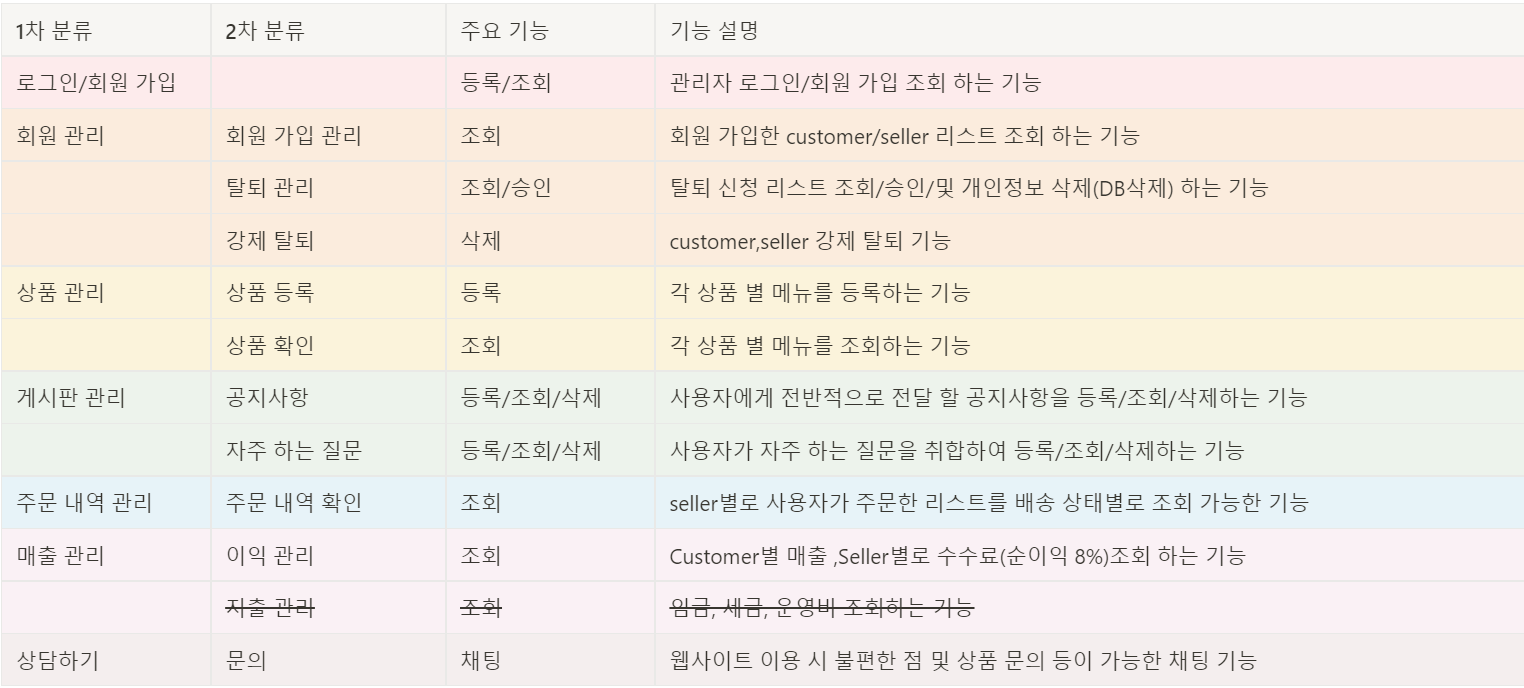 1차 분류 2차 분류 주요 기능 기능 설명
로그인/회원 가입 등록/조회 관리자 로그인/회원 가입 조회 하는 기능
회원 관리 회원 가입 관리 조회 회원 가입한 customer/seller 리스트 조회 하는 기능
탈퇴 관리 조회/승인 탈퇴 신청 리스트 조회/승인/및 개인정보 삭제(DB삭제) 하는 기능
강제 탈퇴 삭제 customer,seller 강제 탈퇴 기능
상품 관리 상품 등록 등록 각 상품 별 메뉴를 등록하는 기능
상품 확인 조회 각 상품 별 메뉴를 조회하는 기능
게시판 관리 공지사항 등록/조회/삭제 사용자에게 전반적으로 전달 할 공지사항을 등록/조회/삭제하는 기능
자주 하는 질문 등록/조회/삭제 사용자가 자주 하는 질문을 취합하여 등록/조회/삭제하는 기능
주문 내역 관리 주문 내역 확인 조회 seller별로 사용자가 주문한 리스트를 배송 상태별로 조회 가능한 기능
매출 관리 이익 관리 조회 Customer별 매출 ,Seller별로 수수료(순이익 8%)조회 하는 기능
지출 관리 조회 임금, 세금, 운영비 조회하는 기능
상담하기 문의 채팅 웹사이트 이용 시 불편한 점 및 상품 문의 등이 가능한 채팅 기능